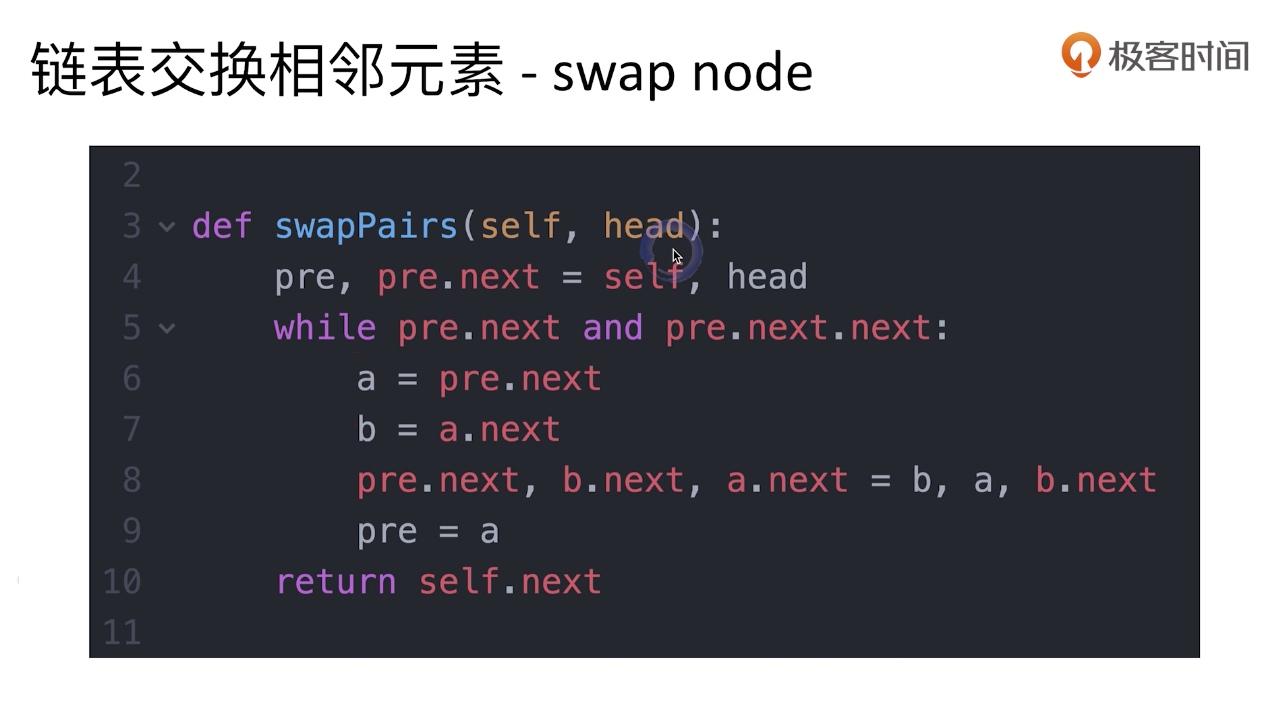 链表交换相邻元素 - swap node
极客时间
2
3 def swapPairs(self, head):
4 pre, pre.next = self, head
5 while pre.next and pre.next.next:
6 a = pre.next
7 b = a.next
8 pre.next, b.next, a.next = b, a, b.next
9 pre = a
10 return self.next
11